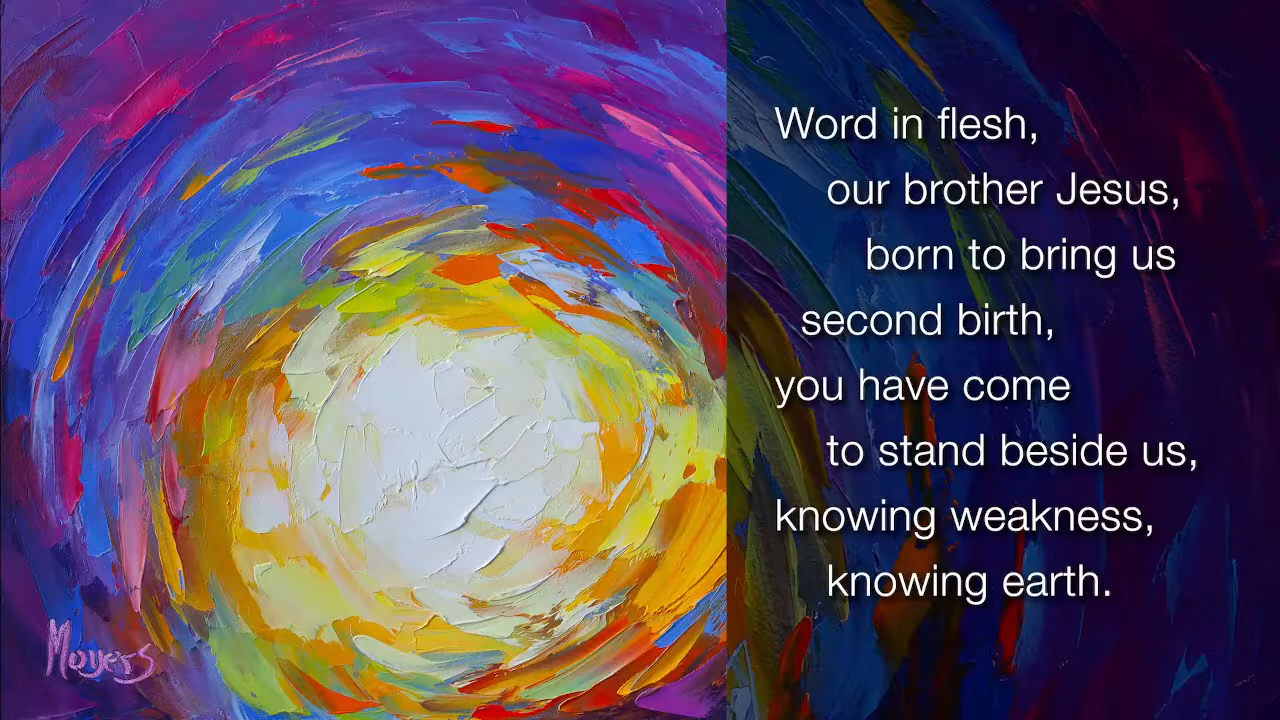 Word in flesh,
our brother Jesus,
born to bring us
second birth,
you have come
to stand beside us,
knowing weakness,
knowing earth.
Moyers